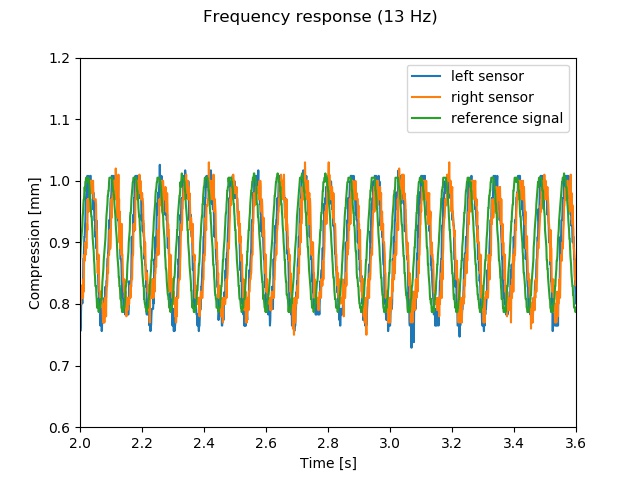 Frequency response (13 Hz)
1.2
1.1
1.0
0.9
0.8
0.7
0.6
Compression [mm]
left sensor
right sensor
reference signal
2.0 2.2 2.4 2.6 2.8 3.0 3.2 3.4 3.6
Time [s]